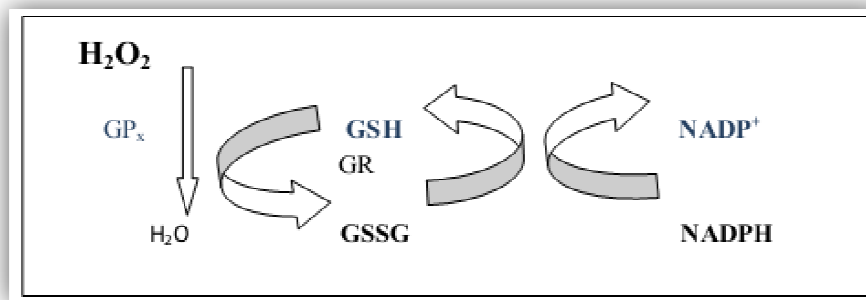 H₂O₂
GPₓ
GSH
NADP⁺
GR
H₂O
GSSG
NADPH